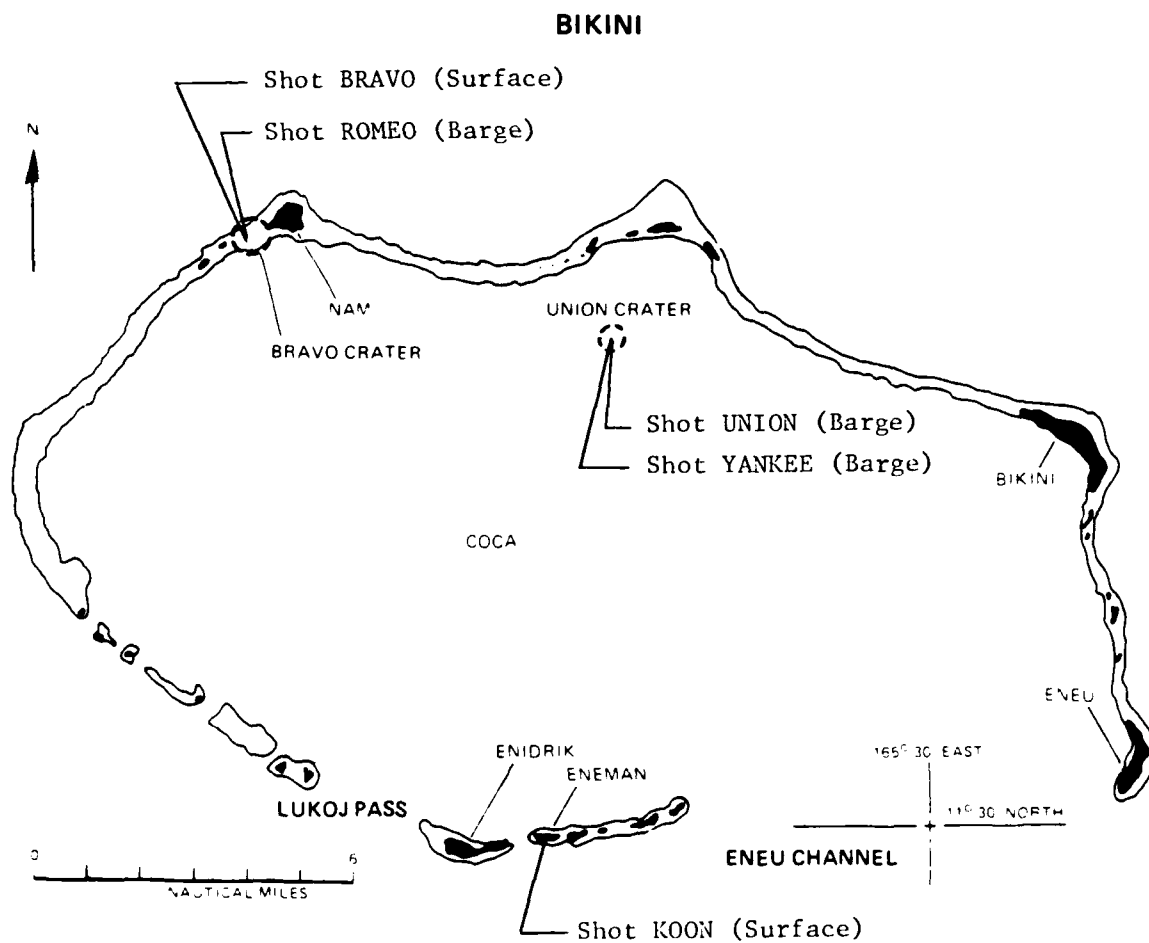 BIKINI
Shot BRAVO (Surface)
Shot ROMEO (Barge)
N
NAM
BRAVO CRATER
UNION CRATER
Shot UNION (Barge)
Shot YANKEE (Barge)
BIKINI
COCA
ENEU
165° 30 EAST
11° 30 NORTH
ENIDRIK
ENEMAN
LUKOJ PASS
ENEU CHANNEL
0 6
NAUTICAL MILES
Shot KOON (Surface)